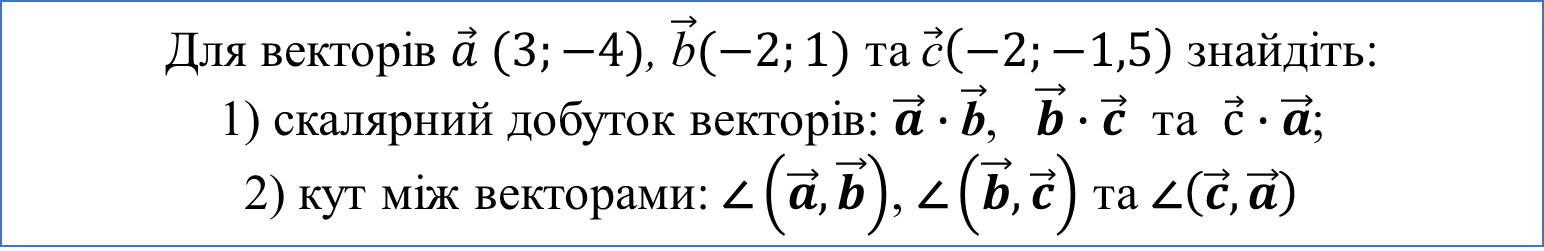 Для векторів a⃗ (3; −4), b⃗(−2; 1) та c⃗(−2; −1,5) знайдіть:
1) скалярний добуток векторів: a⃗ · b⃗, b⃗ · c⃗ та c⃗ · a⃗;
2) кут між векторами: ∠(a⃗, b⃗), ∠(b⃗, c⃗) та ∠(c⃗, a⃗)